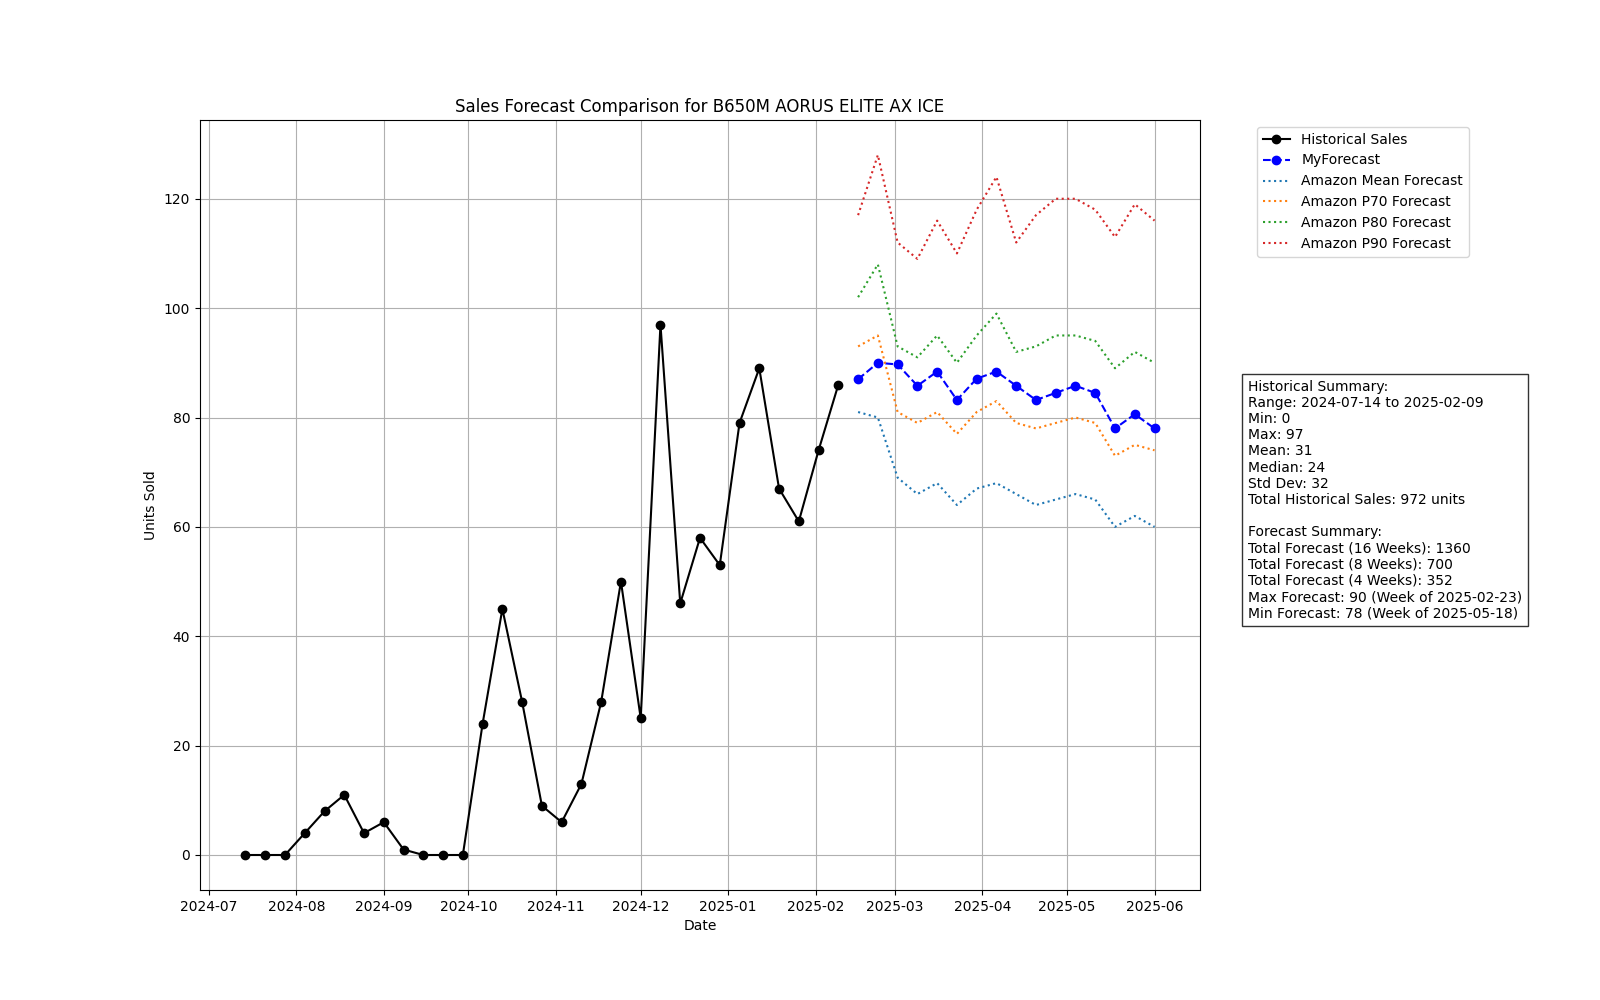 Sales Forecast Comparison for B650M AORUS ELITE AX ICE
Historical Sales
MyForecast
Amazon Mean Forecast
Amazon P70 Forecast
Amazon P80 Forecast
Amazon P90 Forecast
120
100
80
60
40
20
0
Units Sold
Historical Summary:
Range: 2024-07-14 to 2025-02-09
Min: 0
Max: 97
Mean: 31
Median: 24
Std Dev: 32
Total Historical Sales: 972 units
Forecast Summary:
Total Forecast (16 Weeks): 1360
Total Forecast (8 Weeks): 700
Total Forecast (4 Weeks): 352
Max Forecast: 90 (Week of 2025-02-23)
Min Forecast: 78 (Week of 2025-05-18)
2024-07 2024-08 2024-09 2024-10 2024-11 2024-12 2025-01 2025-02 2025-03 2025-04 2025-05 2025-06
Date